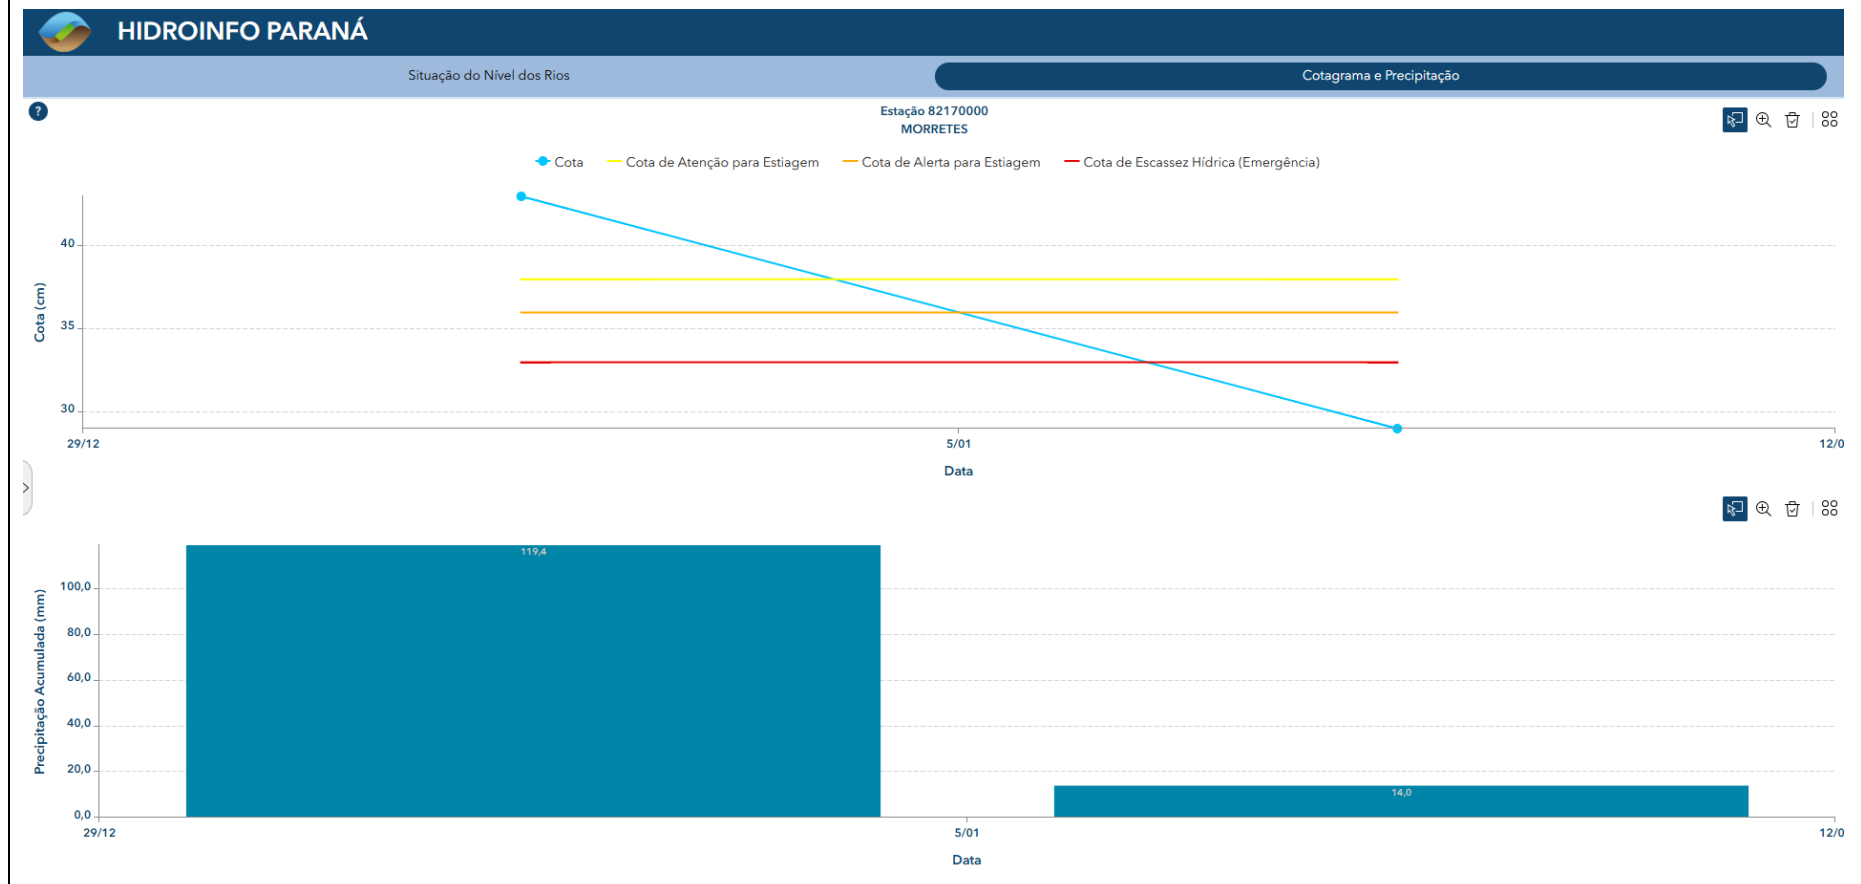 HIDROINFO PARANÁ
Situação do Nível dos Rios
Cotagrama e Precipitação
?
Estação 82170000
MORRETES
Cota
Cota de Atenção para Estiagem
Cota de Alerta para Estiagem
Cota de Escassez Hídrica (Emergência)
Cota (cm)
40
35
30
29/12
5/01
12/0
Data
Precipitação Acumulada (mm)
100,0
80,0
60,0
40,0
20,0
0,0
119,4
14,0
29/12
5/01
12/0
Data